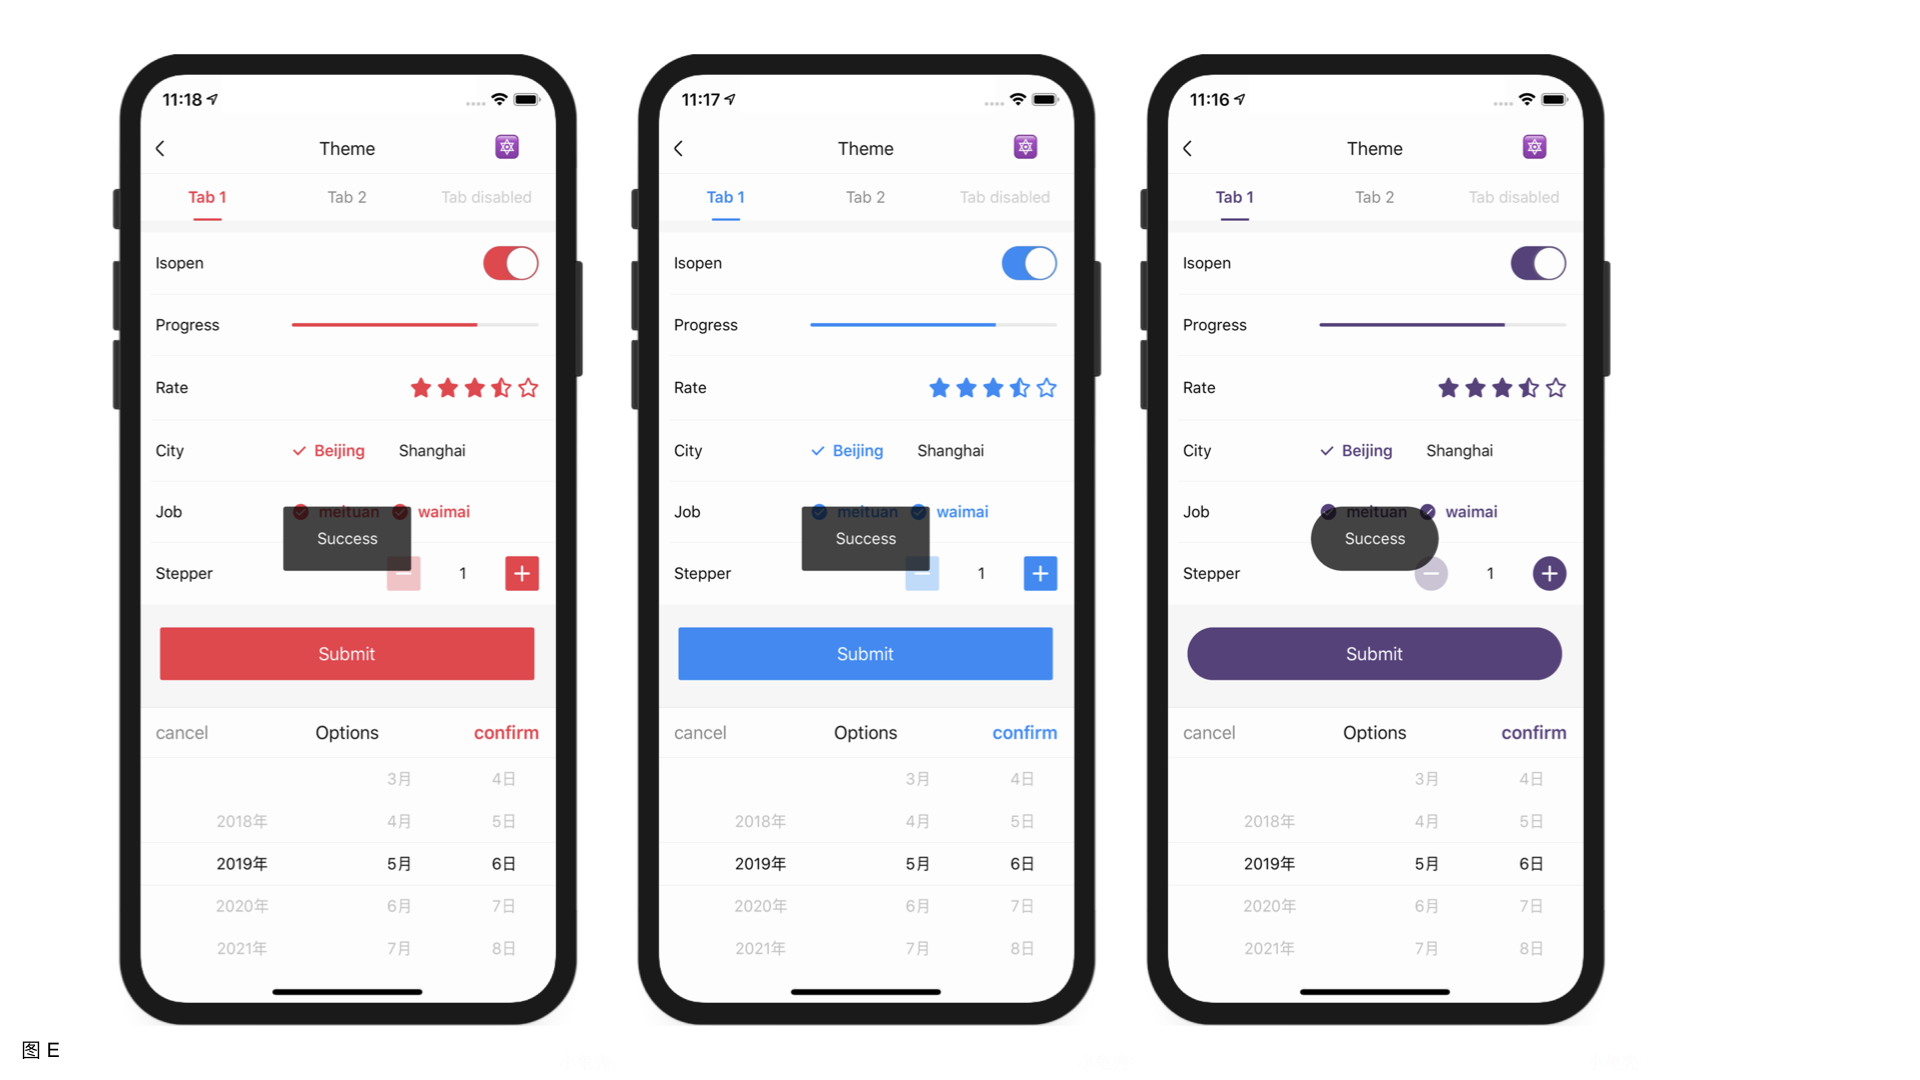 11:18
Theme
Tab 1 Tab 2 Tab disabled
Isopen
Progress
Rate
City Beijing Shanghai
Job meituan waimai
Success
Stepper 1
Submit
cancel Options confirm
3月 4日
2018年 4月 5日
2019年 5月 6日
2020年 6月 7日
2021年 7月 8日
11:17
Theme
Tab 1 Tab 2 Tab disabled
Isopen
Progress
Rate
City Beijing Shanghai
Job meituan waimai
Success
Stepper 1
Submit
cancel Options confirm
3月 4日
2018年 4月 5日
2019年 5月 6日
2020年 6月 7日
2021年 7月 8日
11:16
Theme
Tab 1 Tab 2 Tab disabled
Isopen
Progress
Rate
City Beijing Shanghai
Job meituan waimai
Success
Stepper 1
Submit
cancel Options confirm
3月 4日
2018年 4月 5日
2019年 5月 6日
2020年 6月 7日
2021年 7月 8日
图 E